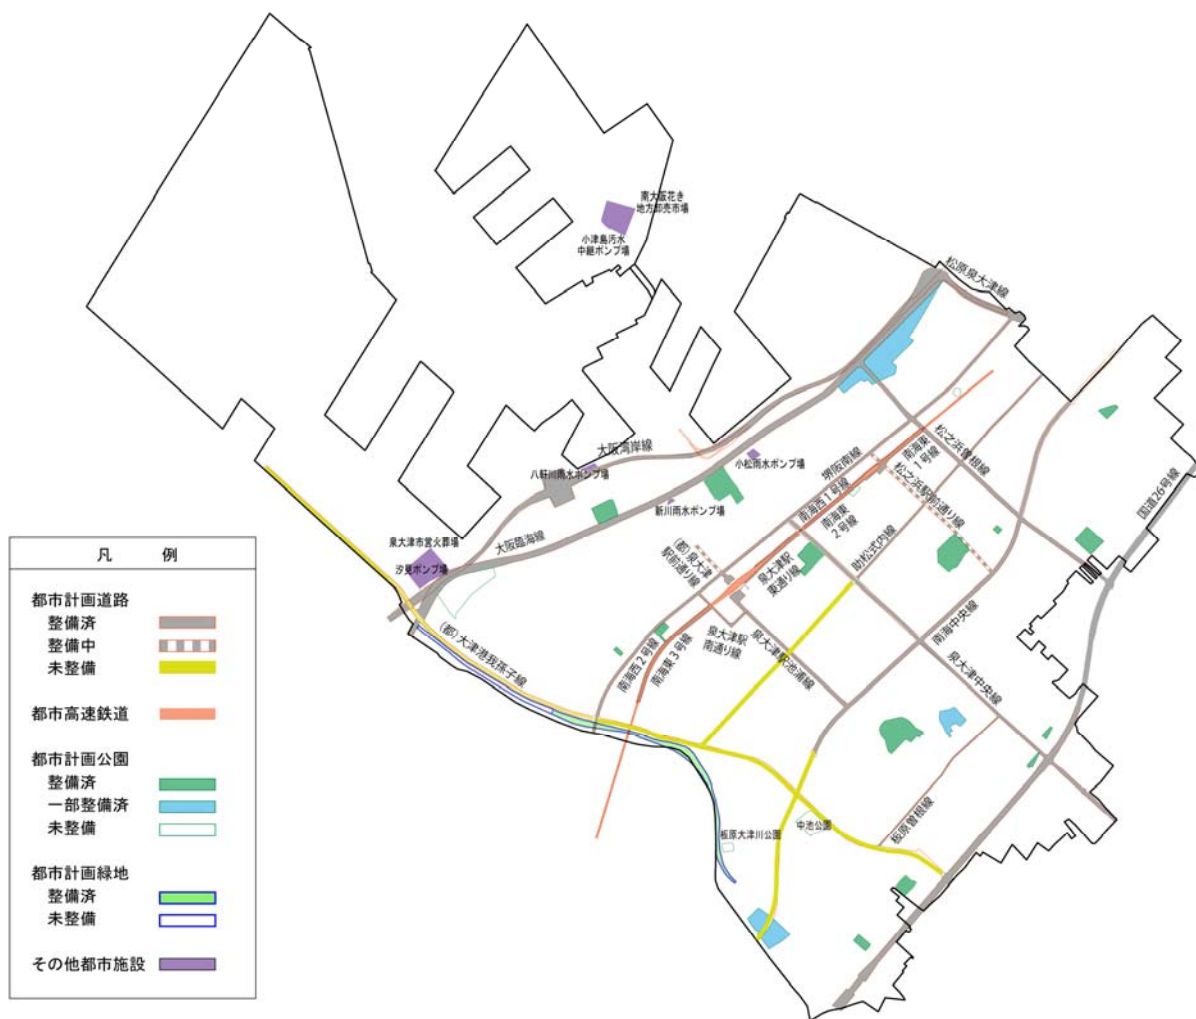 南大阪花き
地方卸売市場
小津島汚水
中継ポンプ場
松原泉大津線
大阪湾岸線
八軒川雨水ポンプ場
小松雨水ポンプ場
新川雨水ポンプ場
大阪臨海線
泉大津市営火葬場
汐見ポンプ場
堺阪南線
南海西1号線
南海東
1号線
松之浜曽根線
松之浜駅前通り線
南海東
2号線
助松式内線
国道26号線
(都)泉大津
駅前通り線
泉大津駅
東通り線
(都)大津港我孫子線
南海西2号線
南海東3号線
泉大津駅
南通り線
泉大津駅池浦線
南海中央線
泉大津中央線
板原曽根線
中池公園
板原大津川公園
凡 例
都市計画道路
整備済
整備中
未整備
都市高速鉄道
都市計画公園
整備済
一部整備済
未整備
都市計画緑地
整備済
未整備
その他都市施設